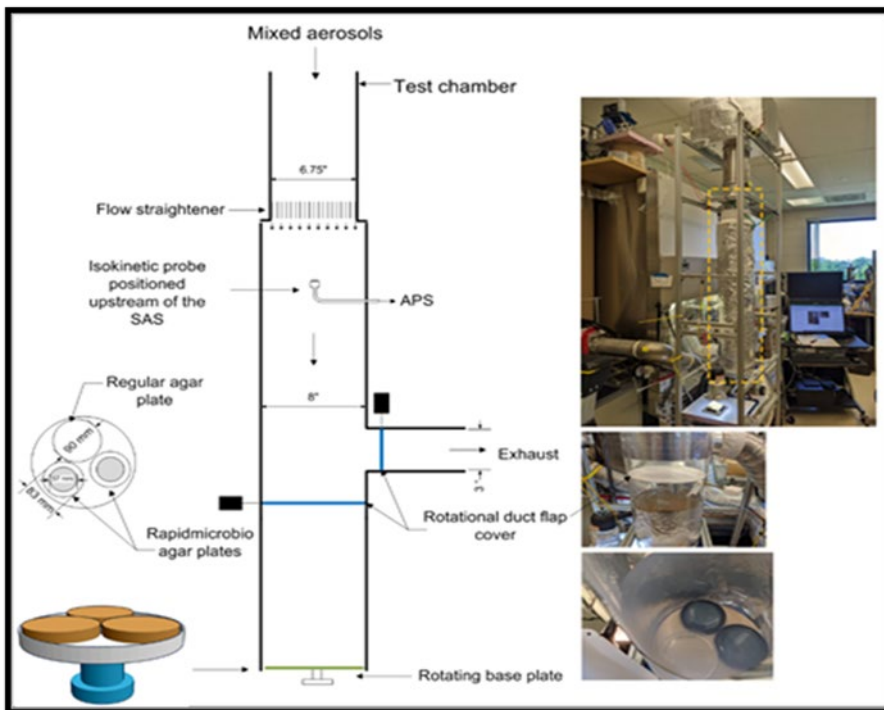 Mixed aerosols
Test chamber
6.75"
Flow straightener
Isokinetic probe
positioned
upstream of the
SAS
APS
Regular agar
plate
8"
90 mm
Exhaust
3"
83 mm
Rapidmicrobio
agar plates
Rotational duct flap
cover
Rotating base plate